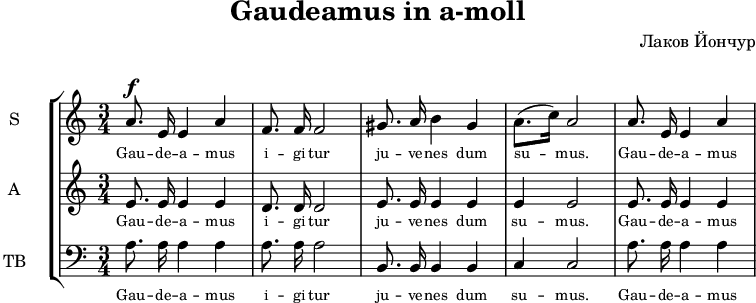 Gaudeamus in a-moll
Лаков Йончур
f
S
Gau – de – a – mus i – gi tur ju – ve nes dum su – mus. Gau – de – a – mus
A
Gau – de – a – mus i – gi tur ju – ve nes dum su – mus. Gau – de – a – mus
TB
Gau – de – a – mus i – gi tur ju – ve nes dum su – mus. Gau – de – a – mus